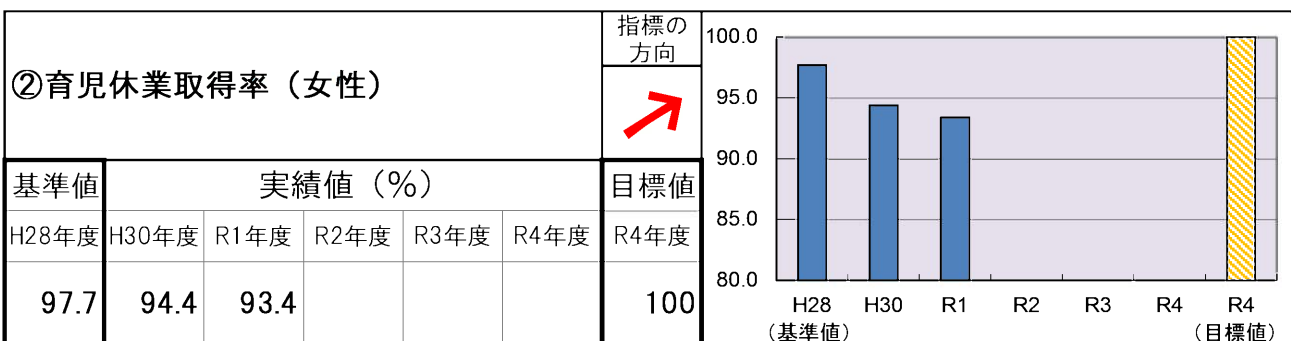 ②育児休業取得率（女性）
指標の
方向
基準値 実績値（%） 目標値
H28年度 H30年度 R1年度 R2年度 R3年度 R4年度 R4年度
97.7 94.4 93.4 100
100.0
95.0
90.0
85.0
80.0
H28 H30 R1 R2 R3 R4 R4
（基準値） （目標値）